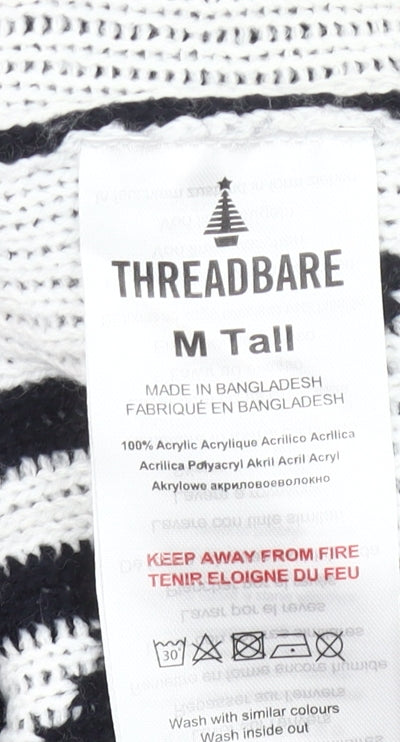 THREADBARE
M Tall
MADE IN BANGLADESH
FABRIQUÉ EN BANGLADESH
100% Acrylic Acrylique Acrilico Acrílica
Acrilica Polyacryl Akril Acril Acryl
Akrylowe акриловоеволокно
KEEP AWAY FROM FIRE
TENIR ELOIGNE DU FEU
30°
Wash with similar colours
Wash inside out